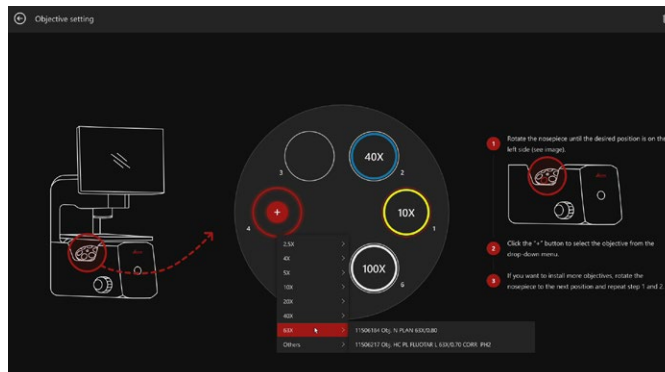 Objective setting
40X
3
2
10X
4
1
100X
6
2.5X
4X
5X
10X
20X
40X
63X
Others
11506164 Obj. N PLAN 63X/0.80
11506217 Obj. HC PL FLUOTAR L 63X/0.70 CORR PH2
1
Rotate the nosepiece until the desired position is on the
left side (see image).
2
Click the "+" button to select the objective from the
drop-down menu.
3
If you want to install more objectives, rotate the
nosepiece to the next position and repeat step 1 and 2.